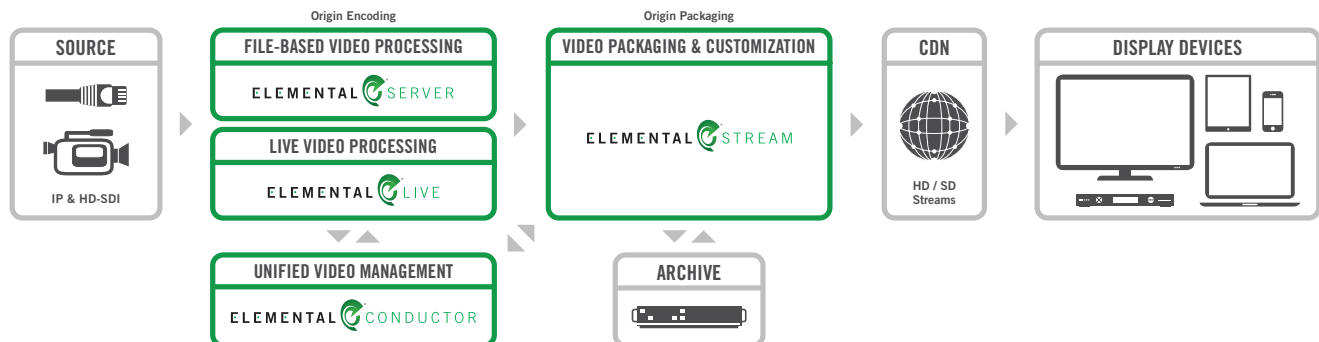 Origin Encoding
Origin Packaging
SOURCE
IP & HD-SDI
FILE-BASED VIDEO PROCESSING
ELEMENTAL SERVER
LIVE VIDEO PROCESSING
ELEMENTAL LIVE
UNIFIED VIDEO MANAGEMENT
ELEMENTAL CONDUCTOR
VIDEO PACKAGING & CUSTOMIZATION
ELEMENTAL STREAM
ARCHIVE
CDN
HD / SD
Streams
DISPLAY DEVICES